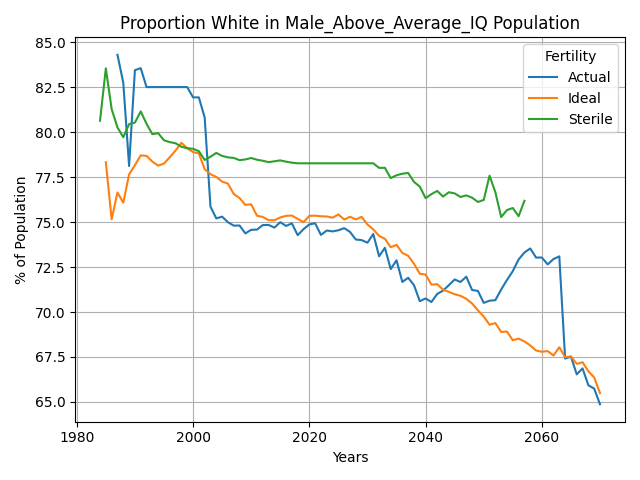 Proportion White in Male_Above_Average_IQ Population
Fertility
Actual
Ideal
Sterile
% of Population
85.0
82.5
80.0
77.5
75.0
72.5
70.0
67.5
65.0
1980
2000
2020
2040
2060
Years